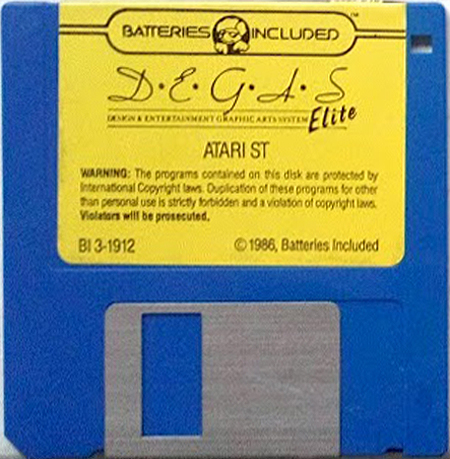 BATTERIES INCLUDED
D·E·G·A·S
DESIGN & ENTERTAINMENT GRAPHIC ARTS SYSTEM
Elite
ATARI ST
WARNING: The programs contained on this disk are protected by
International Copyright laws. Duplication of these programs for other
than personal use is strictly forbidden and a violation of copyright laws.
Violators will be prosecuted.
BI 3-1912 © 1986, Batteries Included